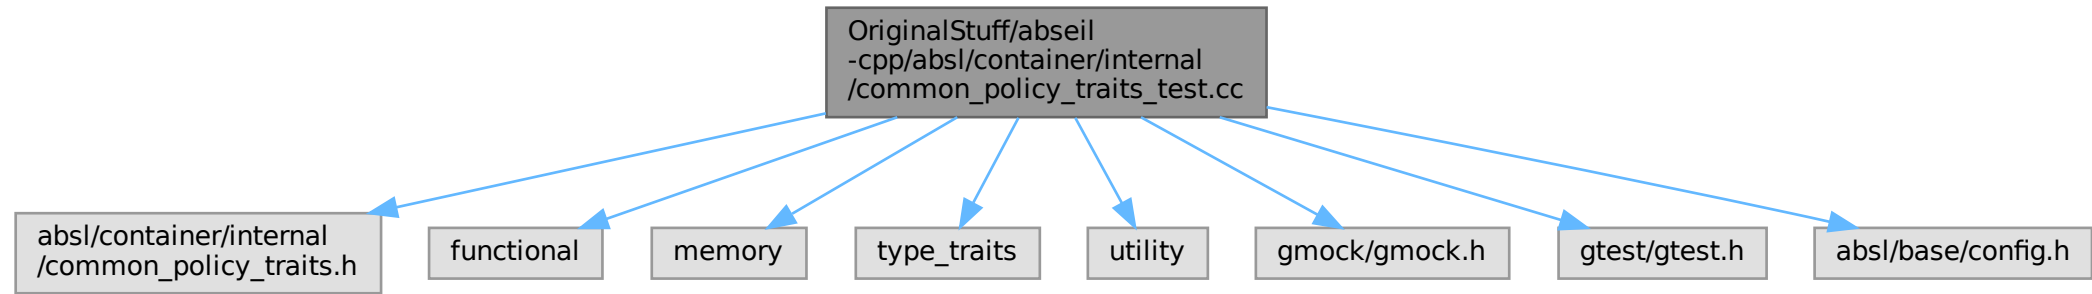 OriginalStuff/abseil
-cpp/absl/container/internal
/common_policy_traits_test.cc
absl/container/internal
/common_policy_traits.h
functional
memory
type_traits
utility
gmock/gmock.h
gtest/gtest.h
absl/base/config.h